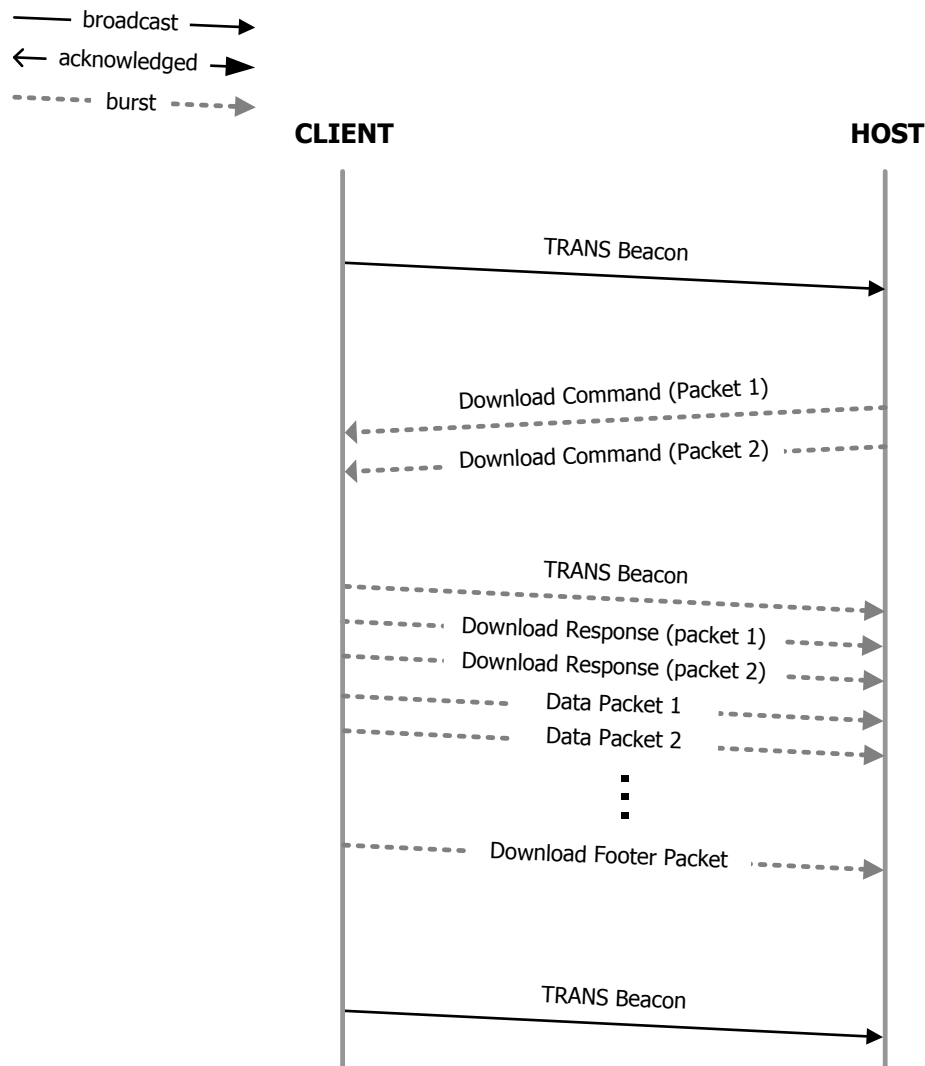 broadcast
acknowledged
burst
CLIENT HOST
TRANS Beacon
Download Command (Packet 1)
Download Command (Packet 2)
TRANS Beacon
Download Response (packet 1)
Download Response (packet 2)
Data Packet 1
Data Packet 2
Download Footer Packet
TRANS Beacon